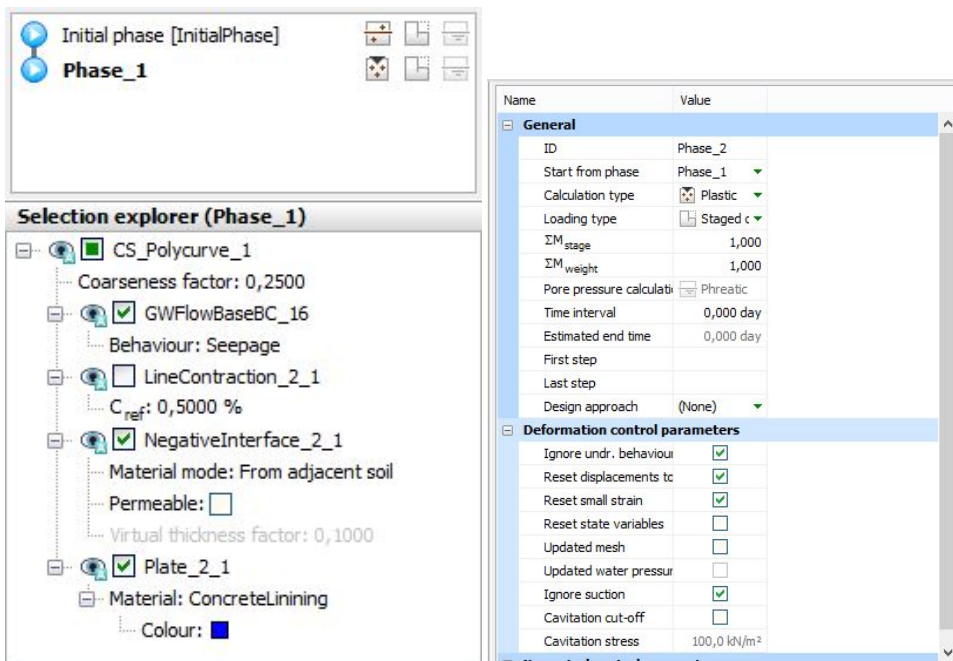 Initial phase [InitialPhase]
Phase_1
Selection explorer (Phase_1)
CS_Polycurve_1
Coarseness factor: 0,2500
GWFlowBaseBC_16
Behaviour: Seepage
LineContraction_2_1
Cref: 0,5000 %
NegativeInterface_2_1
Material mode: From adjacent soil
Permeable:
Virtual thickness factor: 0,1000
Plate_2_1
Material: ConcreteLinining
Colour:
Name Value
General
ID Phase_2
Start from phase Phase_1
Calculation type Plastic
Loading type Staged c
ΣMstage 1,000
ΣMweight 1,000
Pore pressure calculati Phreatic
Time interval 0,000 day
Estimated end time 0,000 day
First step
Last step
Design approach (None)
Deformation control parameters
Ignore undr. behaviour
Reset displacements to
Reset small strain
Reset state variables
Updated mesh
Updated water pressur
Ignore suction
Cavitation cut-off
Cavitation stress 100,0 kN/m²